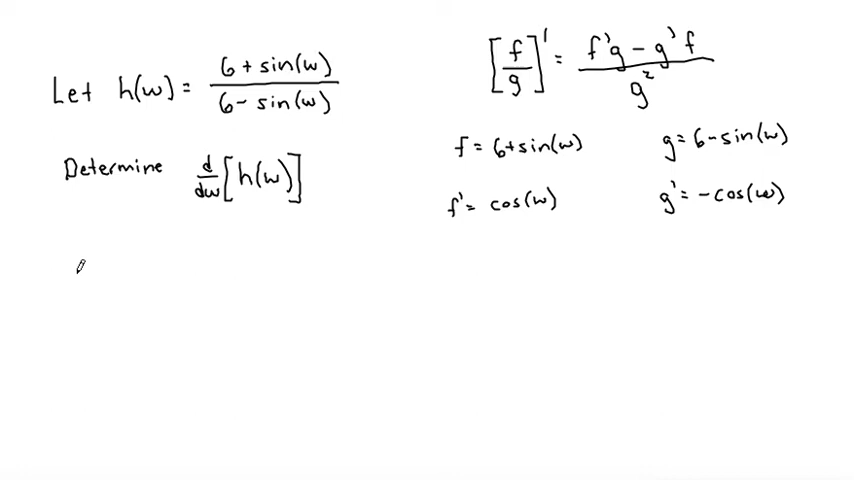 Let h(w) = 6 + sin(w) / 6 - sin(w)
Determine d/dw [h(w)]
[f/g]' = f'g - g'f / g²
f = 6+sin(w)
g = 6-sin(w)
f' = cos(w)
g' = -cos(w)